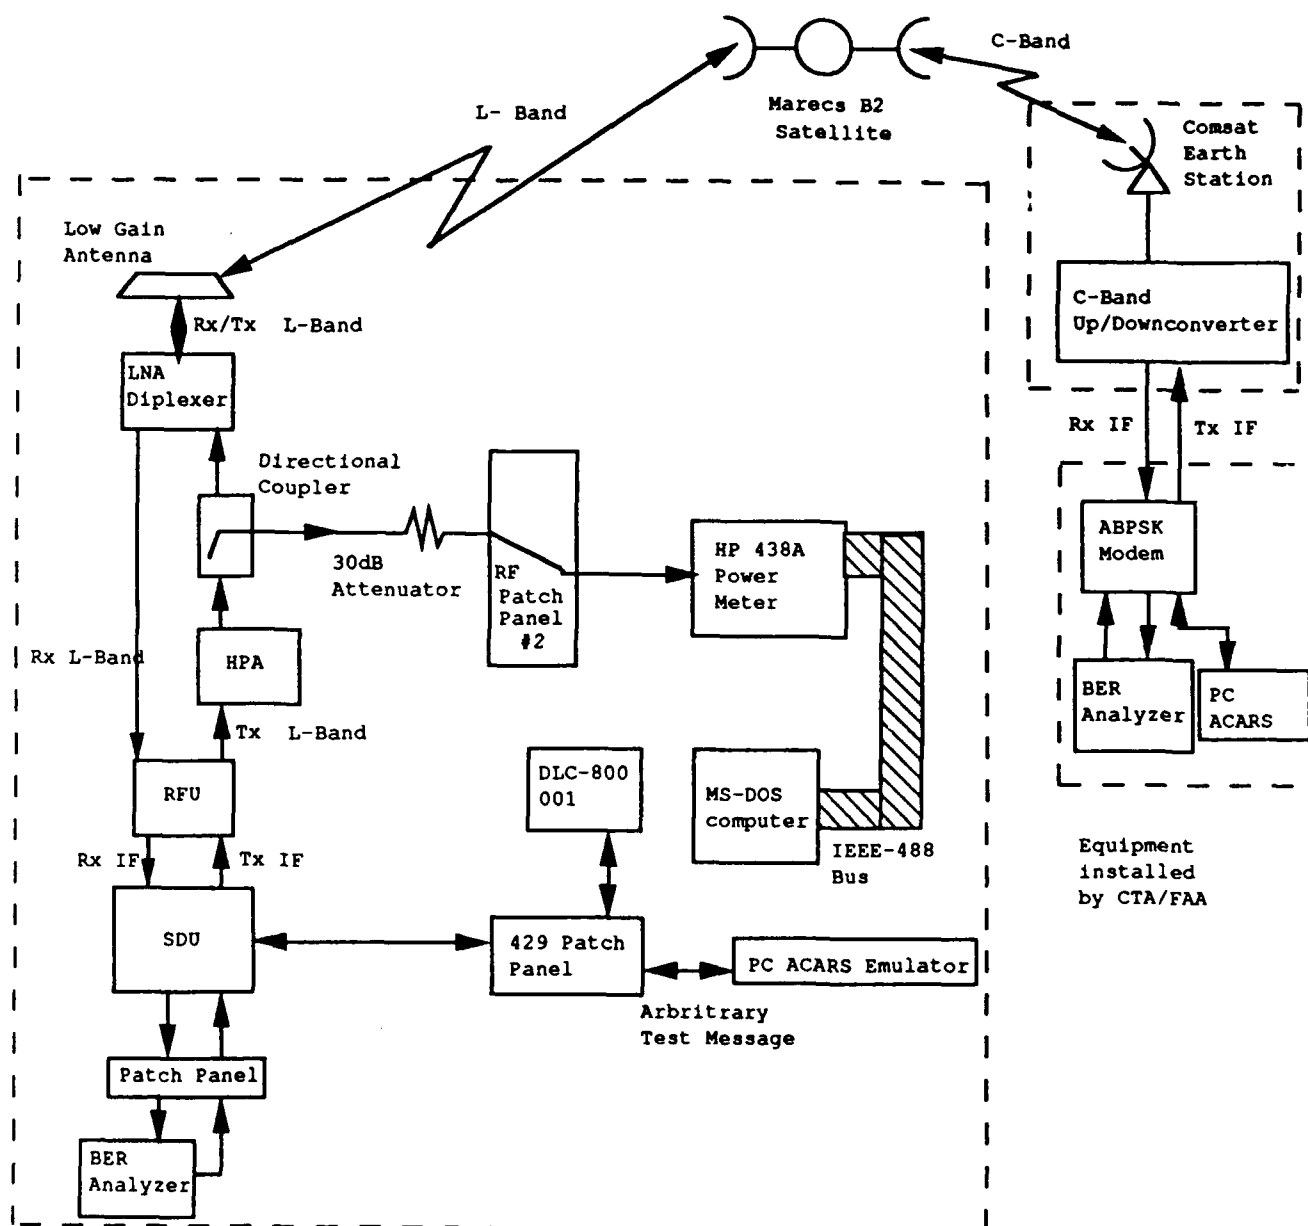 C-Band
L- Band
Marecs B2
Satellite
Comsat
Earth
Station
Low Gain
Antenna
Rx/Tx L-Band
C-Band
Up/Downconverter
LNA
Diplexer
Rx IF
Tx IF
Directional
Coupler
30dB
Attenuator
RF
Patch
Panel
#2
HP 438A
Power
Meter
ABPSK
Modem
Rx L-Band
HPA
BER
Analyzer
PC
ACARS
Tx L-Band
RFU
DLC-800
001
MS-DOS
computer
IEEE-488
Bus
Equipment
installed
by CTA/FAA
Rx IF
Tx IF
SDU
429 Patch
Panel
PC ACARS Emulator
Arbritrary
Test Message
Patch Panel
BER
Analyzer